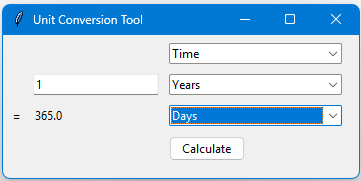 Unit Conversion Tool
Time
1 Years
= 365.0 Days
Calculate